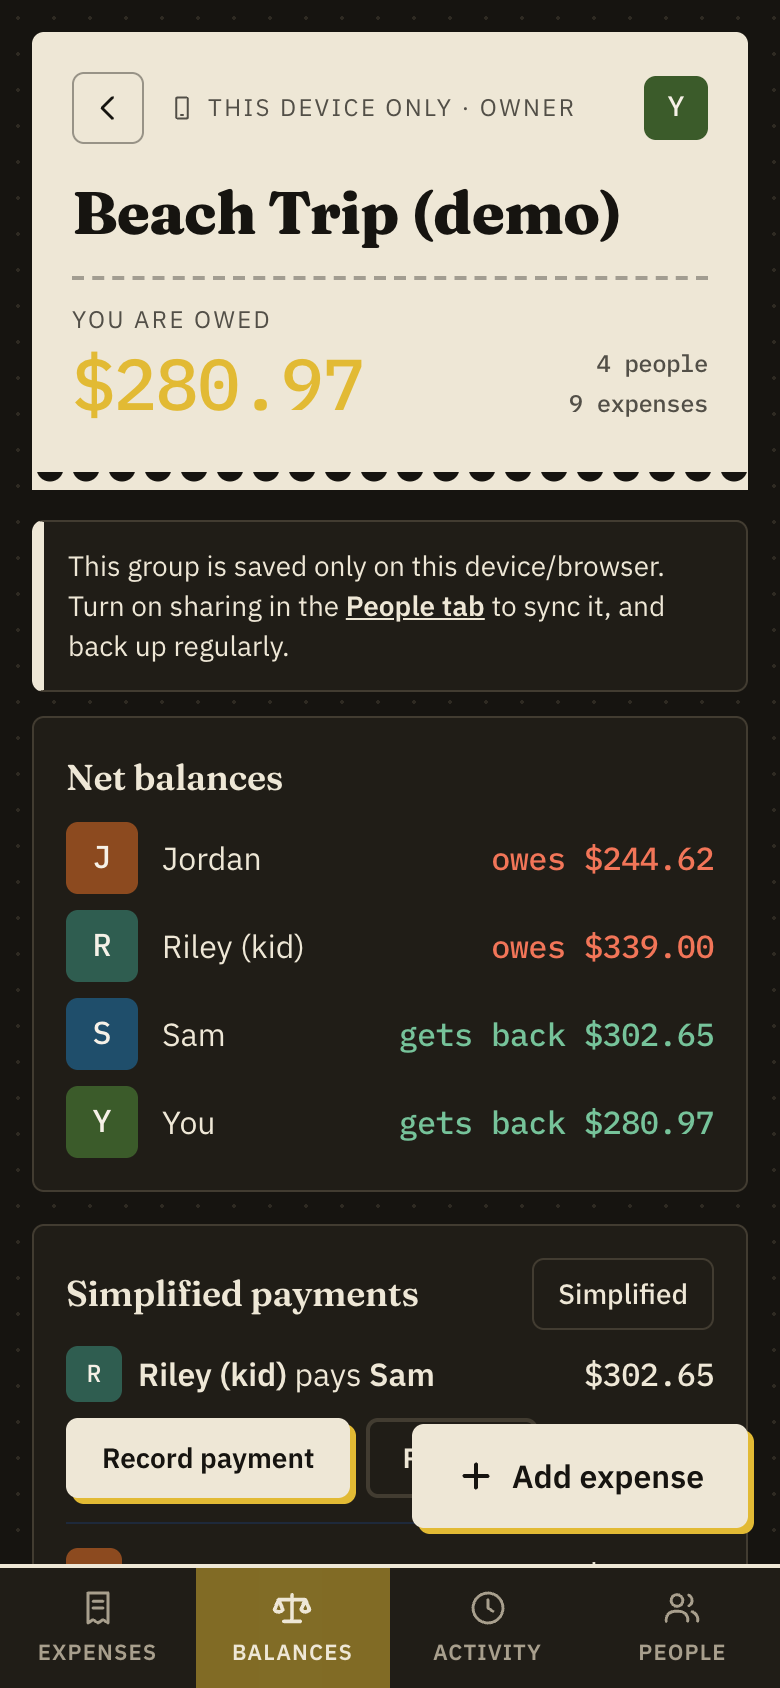 THIS DEVICE ONLY · OWNER
Y
Beach Trip (demo)
YOU ARE OWED
$280.97
4 people
9 expenses
This group is saved only on this device/browser.
Turn on sharing in the People tab to sync it, and
back up regularly.
Net balances
J Jordan owes $244.62
R Riley (kid) owes $339.00
S Sam gets back $302.65
Y You gets back $280.97
Simplified payments Simplified
R Riley (kid) pays Sam $302.65
Record payment
+ Add expense
EXPENSES BALANCES ACTIVITY PEOPLE